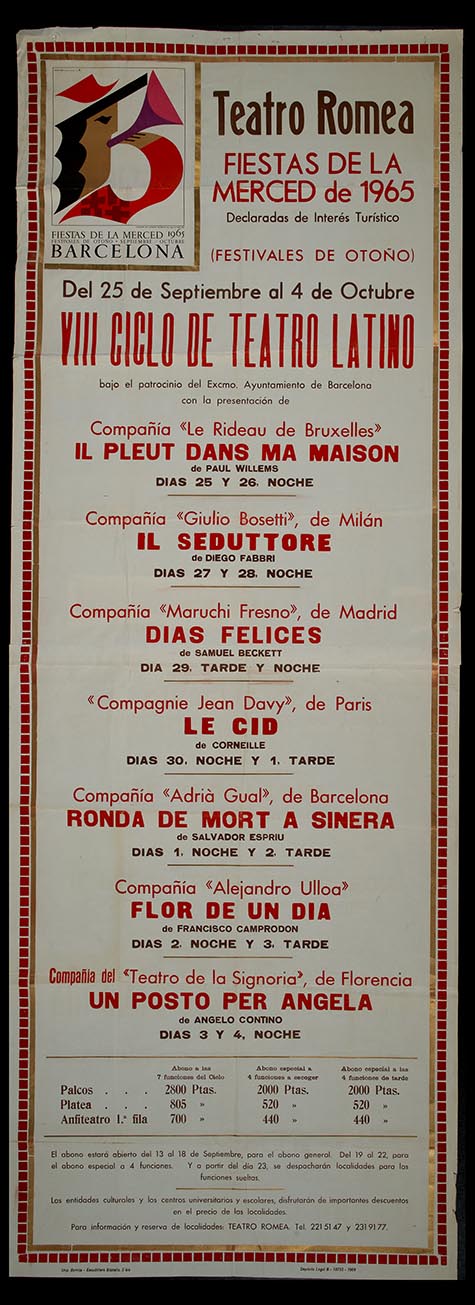 FIESTAS DE LA MERCED 1965
FESTIVALES DE OTOÑO • SEPTIEMBRE - OCTUBRE
BARCELONA
Teatro Romea
FIESTAS DE LA
MERCED de 1965
Declaradas de Interés Turístico
(FESTIVALES DE OTOÑO)
Del 25 de Septiembre al 4 de Octubre
VIII CICLO DE TEATRO LATINO
bajo el patrocinio del Excmo. Ayuntamiento de Barcelona
con la presentación de
Compañía «Le Rideau de Bruxelles»
IL PLEUT DANS MA MAISON
de PAUL WILLEMS
DIAS 25 Y 26, NOCHE
Compañía «Giulio Bosetti», de Milán
IL SEDUTTORE
de DIEGO FABBRI
DIAS 27 Y 28, NOCHE
Compañía «Maruchi Fresno», de Madrid
DIAS FELICES
de SAMUEL BECKETT
DIA 29, TARDE Y NOCHE
«Compagnie Jean Davy», de Paris
LE CID
de CORNEILLE
DIAS 30, NOCHE Y 1, TARDE
Compañía «Adrià Gual», de Barcelona
RONDA DE MORT A SINERA
de SALVADOR ESPRIU
DIAS 1, NOCHE Y 2, TARDE
Compañía «Alejandro Ulloa»
FLOR DE UN DIA
de FRANCISCO CAMPRODON
DIAS 2, NOCHE Y 3, TARDE
Compañía del «Teatro de la Signoria», de Florencia
UN POSTO PER ANGELA
de ANGELO CONTINO
DIAS 3 Y 4, NOCHE
Abono a las 7 funciones del Ciclo Abono especial a 4 funciones a escoger Abono especial a las 4 funciones de tarde
Palcos . . . 2800 Ptas. 2000 Ptas. 2000 Ptas.
Platea . . . 805 » 520 » 520 »
Anfiteatro 1.ª fila 700 » 440 » 440 »
El abono estará abierto del 13 al 18 de Septiembre, para el abono general. Del 19 al 22, para
el abono especial a 4 funciones. Y a partir del día 23, se despacharán localidades para las
funciones sueltas.
Las entidades culturales y los centros universitarios y escolares, disfrutarán de importantes descuentos
en el precio de las localidades.
Para información y reserva de localidades: TEATRO ROMEA. Tel. 221 51 47 y 231 91 77.